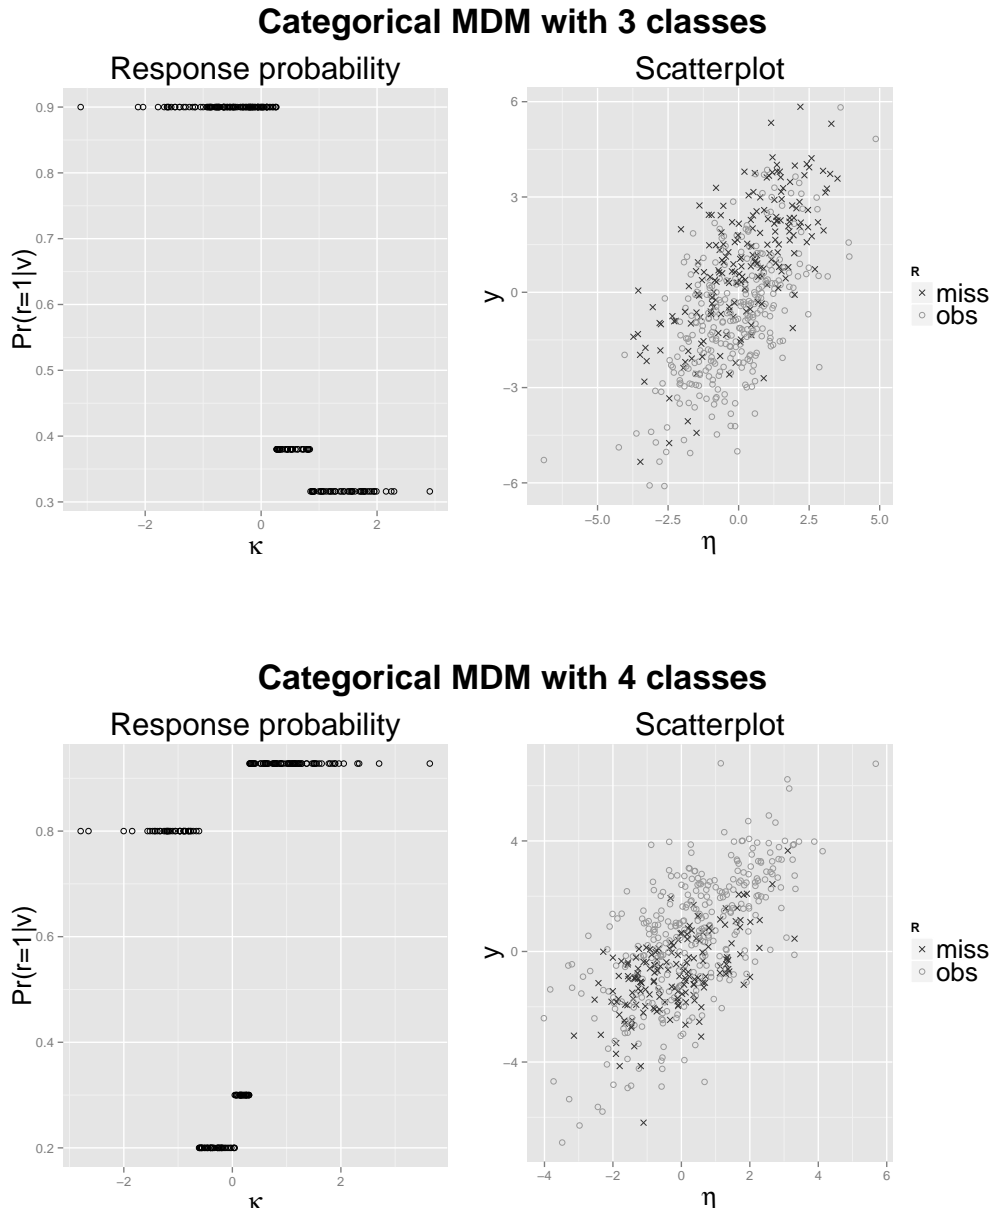 Categorical MDM with 3 classes
Response probability
Scatterplot
0.9
0.8
0.7
0.6
0.5
0.4
0.3
Pr(r=1|v)
−2
0
2
κ
6
3
0
−3
−6
y
−5.0
−2.5
0.0
2.5
5.0
η
R
miss
obs
Categorical MDM with 4 classes
Response probability
Scatterplot
0.8
0.6
0.4
0.2
Pr(r=1|v)
−2
0
2
κ
4
0
−4
y
−4
−2
0
2
4
6
η
R
miss
obs